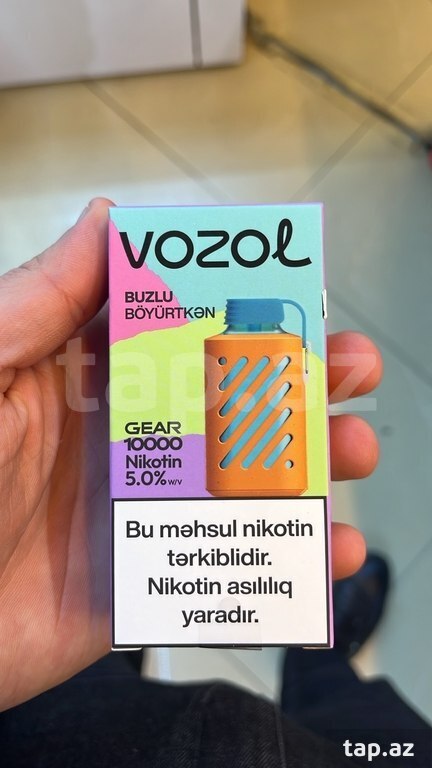 VOZOL
BUZLU
BÖYÜRTKƏN
tap.az
GEAR
10000
Nikotin
5.0% w/v
Bu məhsul nikotin
tərkiblidir.
Nikotin asılılıq
yaradır.
tap.az